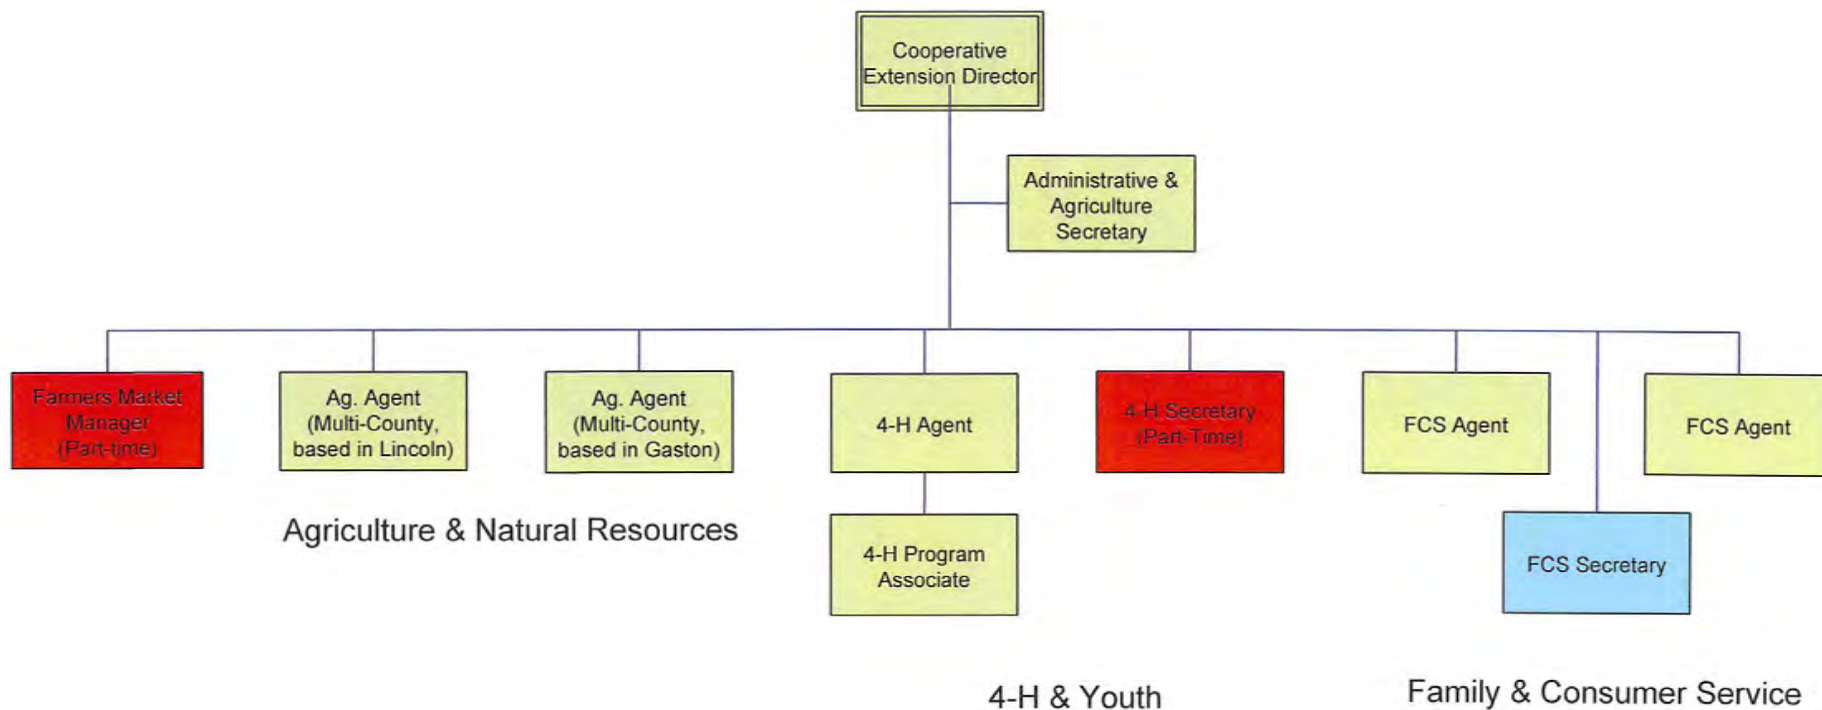 Cooperative
Extension Director
Administrative &
Agriculture
Secretary
Farmers Market
Manager
(Part-time)
Ag. Agent
(Multi-County,
based in Lincoln)
Ag. Agent
(Multi-County,
based in Gaston)
4-H Agent
4-H Secretary
(Part-Time)
FCS Agent
FCS Agent
4-H Program
Associate
FCS Secretary
Agriculture & Natural Resources
4-H & Youth
Family & Consumer Service